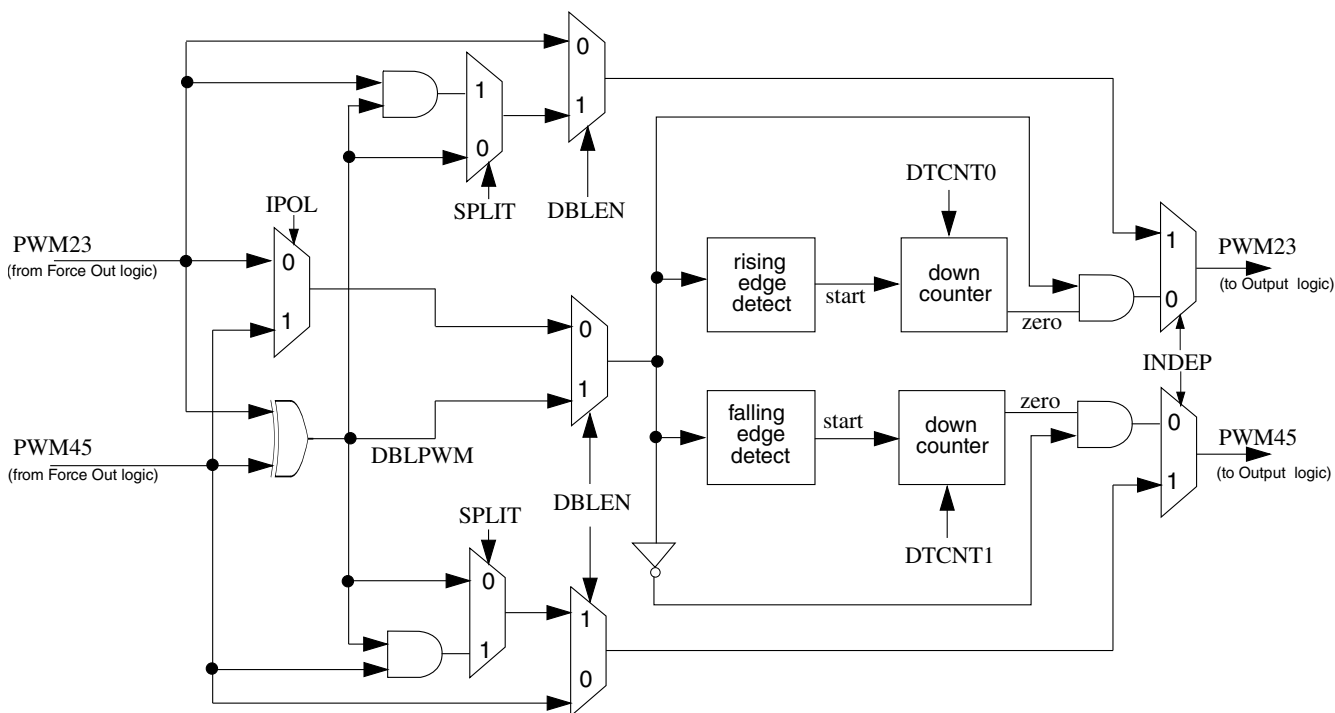 0
1
1
0
SPLIT
DBLEN
DTCNT0
IPOL
PWM23
(from Force Out logic)
0
1
rising
edge
detect
start
down
counter
zero
1
0
PWM23
(to Output logic)
0
1
INDEP
PWM45
(from Force Out logic)
DBLPWM
falling
edge
detect
start
down
counter
zero
0
1
PWM45
(to Output logic)
DBLEN
SPLIT
DTCNT1
0
1
1
0